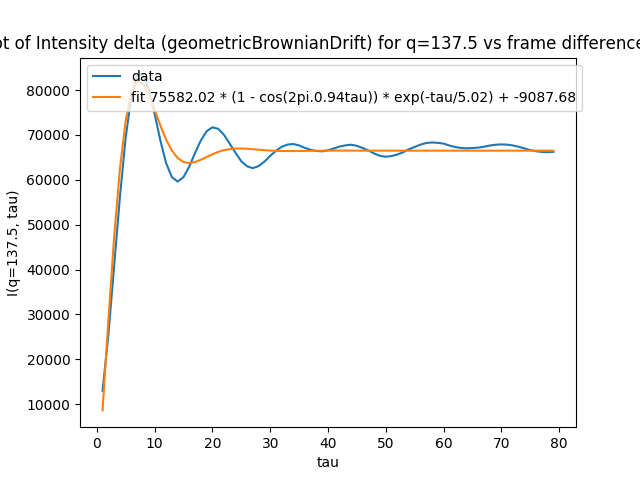 ot of Intensity delta (geometricBrownianDrift) for q=137.5 vs frame difference
data
fit 75582.02 * (1 - cos(2pi.0.94tau)) * exp(-tau/5.02) + -9087.68
80000
70000
60000
50000
40000
30000
20000
10000
I(q=137.5, tau)
0 10 20 30 40 50 60 70 80
tau